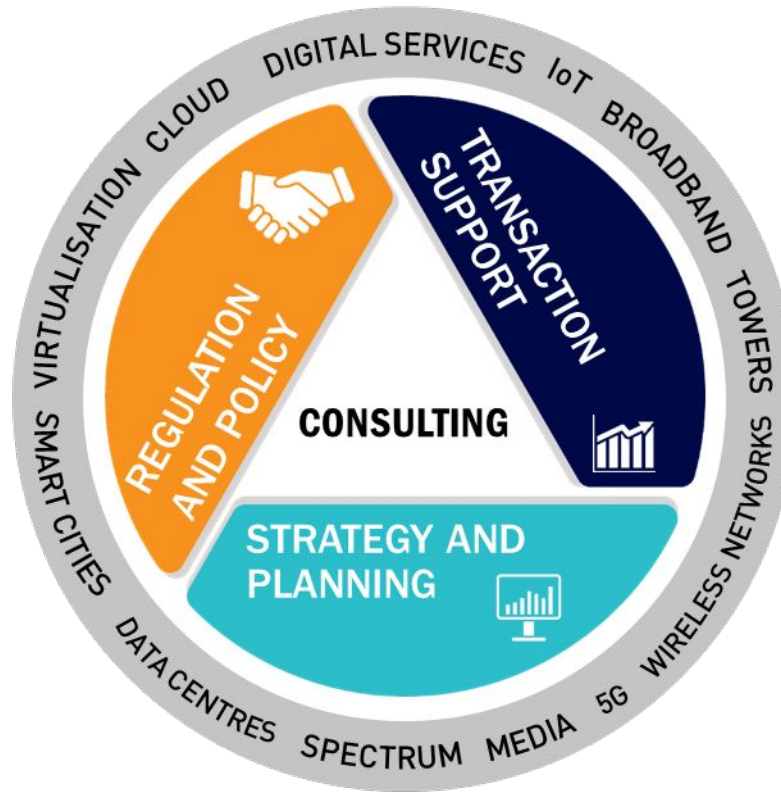 DIGITAL SERVICES
IoT
BROADBAND
TOWERS
WIRELESS NETWORKS
5G
MEDIA
SPECTRUM
DATA CENTRES
SMART CITIES
VIRTUALISATION
CLOUD
TRANSACTION
SUPPORT
REGULATION
AND POLICY
CONSULTING
STRATEGY AND
PLANNING